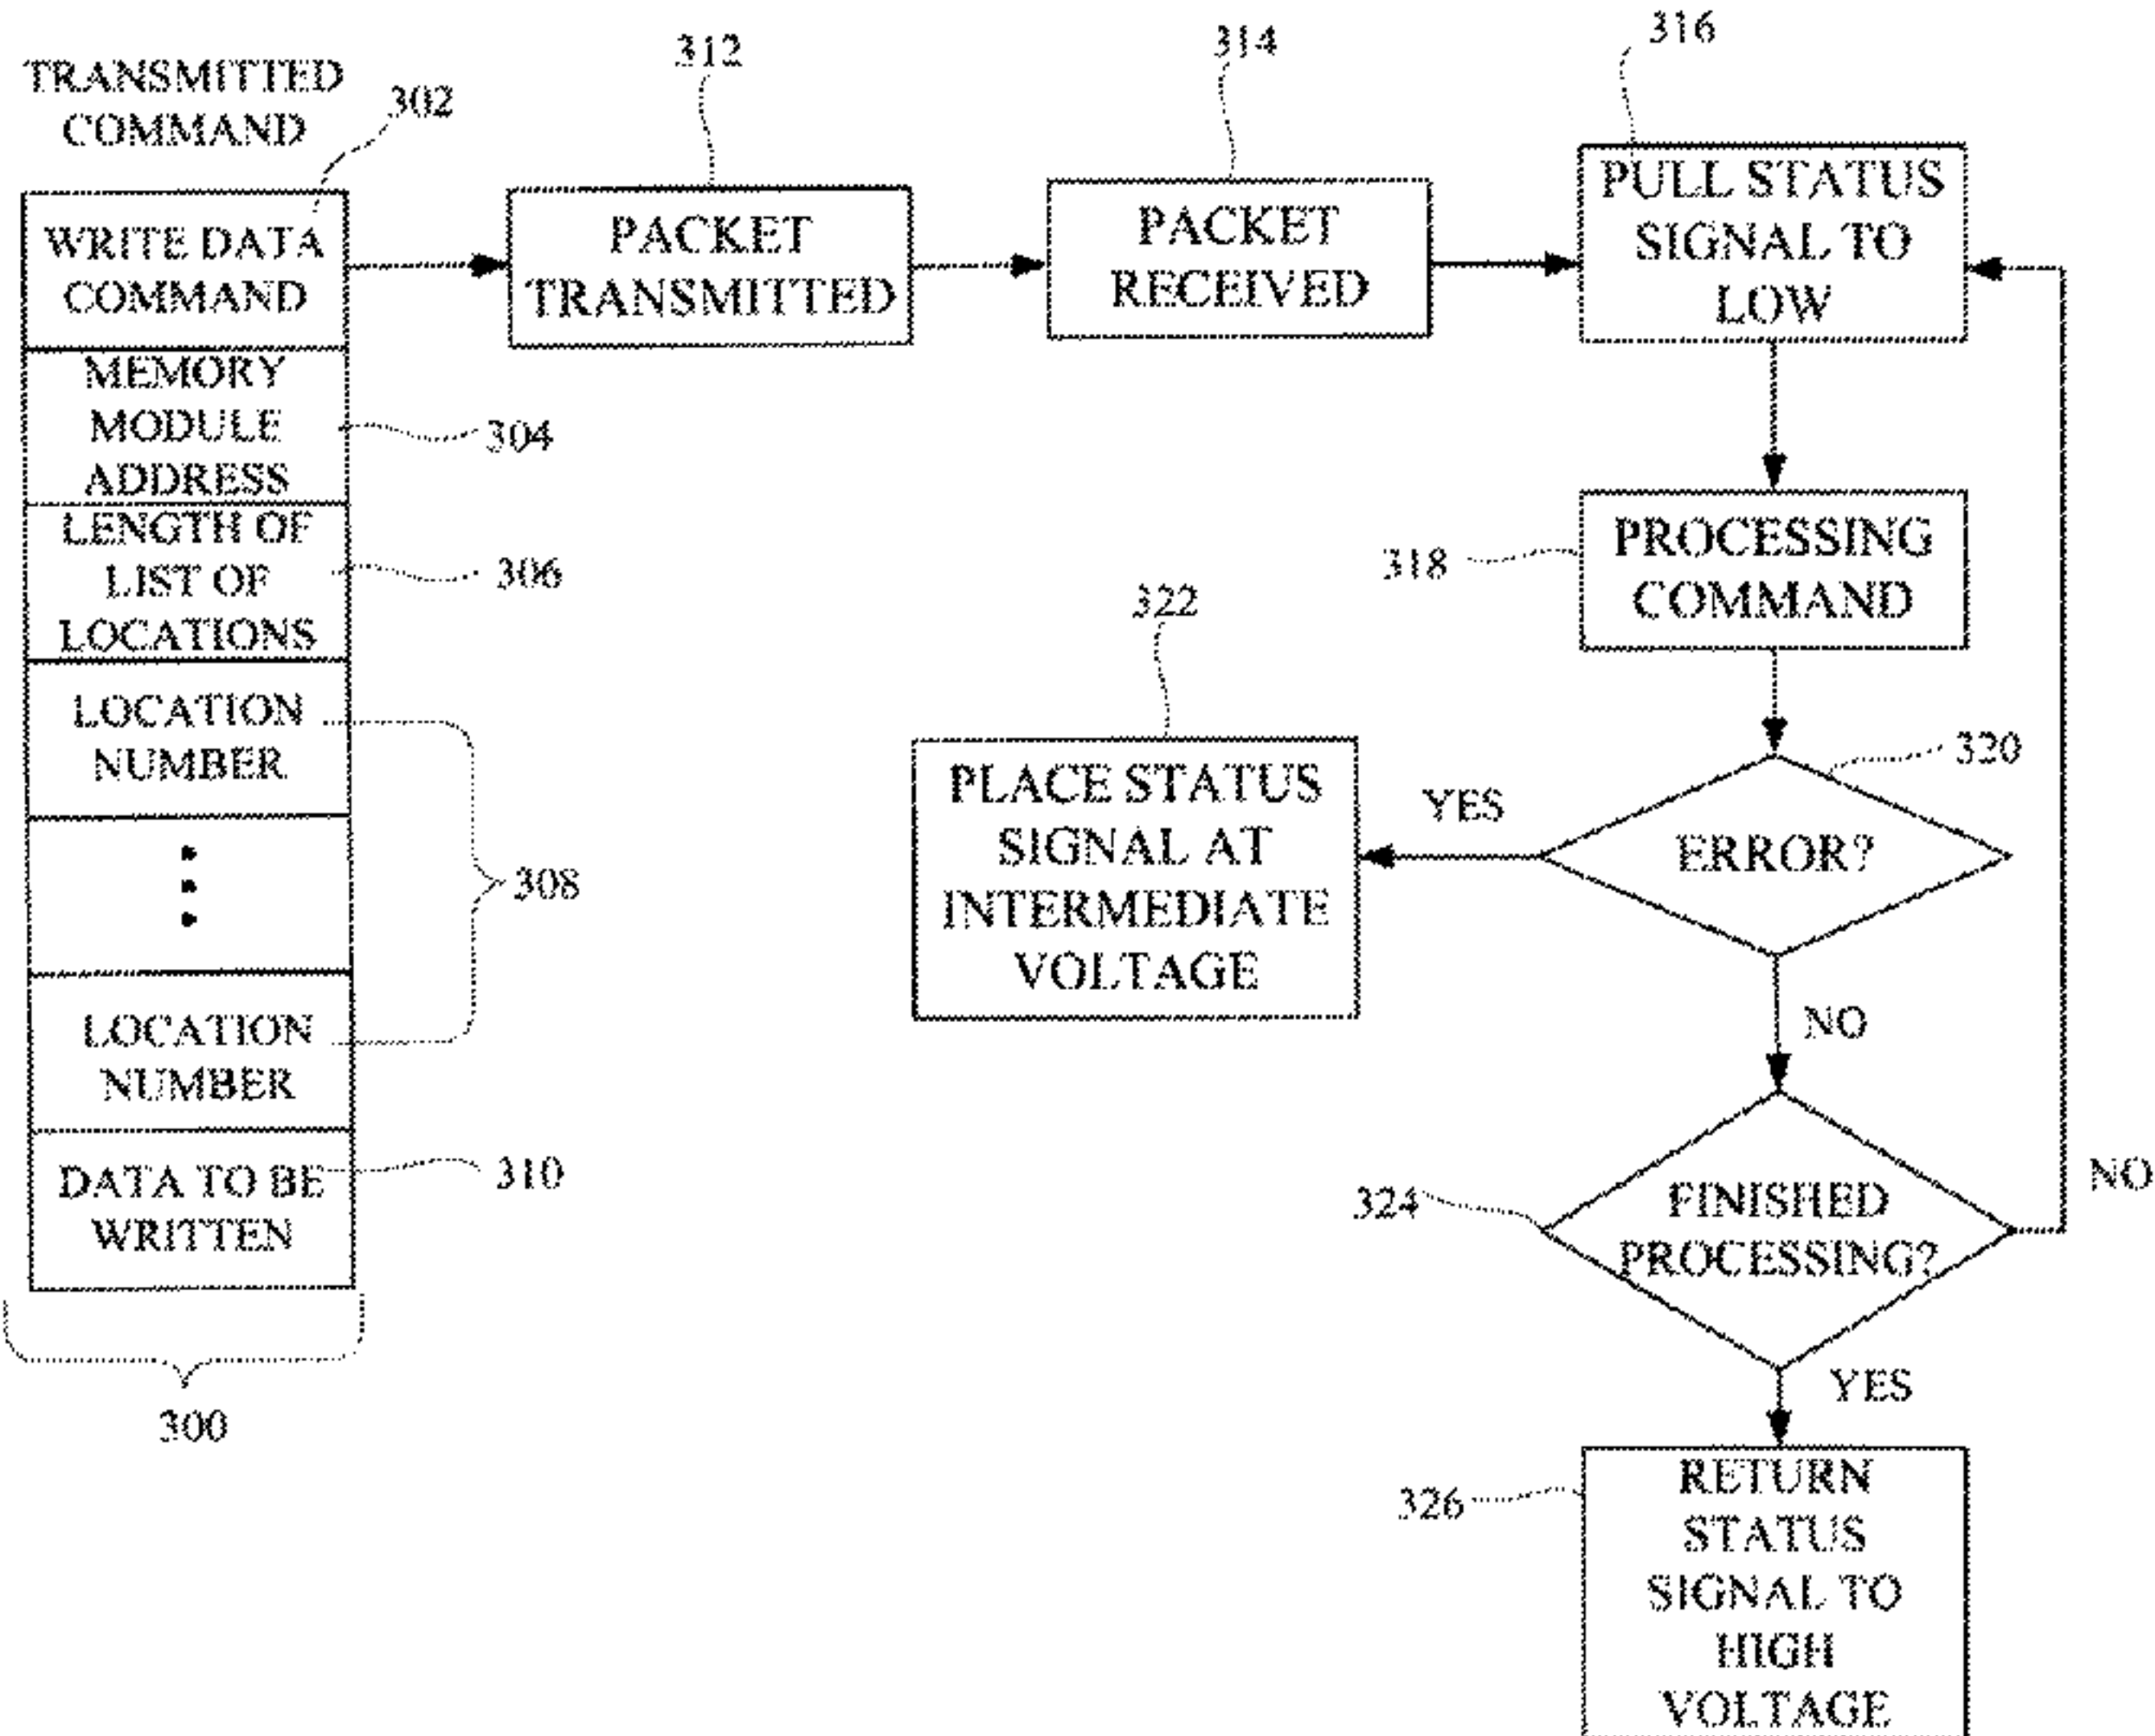 TRANSMITTED
COMMAND
302
WRITE DATA
COMMAND
MEMORY
MODULE
ADDRESS
304
LENGTH OF
LIST OF
LOCATIONS
306
LOCATION
NUMBER
308
LOCATION
NUMBER
DATA TO BE
WRITTEN
310
300
312
PACKET
TRANSMITTED
314
PACKET
RECEIVED
316
PULL STATUS
SIGNAL TO
LOW
318
PROCESSING
COMMAND
320
ERROR?
YES
322
PLACE STATUS
SIGNAL AT
INTERMEDIATE
VOLTAGE
NO
324
FINISHED
PROCESSING?
NO
YES
326
RETURN
STATUS
SIGNAL TO
HIGH
VOLTAGE